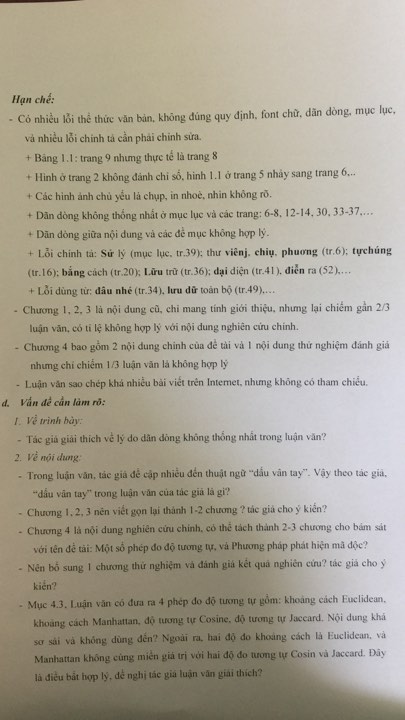 Hạn chế:
- Có nhiều lỗi thể thức văn bản, không đúng quy định, font chữ, dãn dòng, mục lục,
và nhiều lỗi chính tả cần phải chỉnh sửa.
+ Bảng 1.1: trang 9 nhưng thực tế là trang 8
+ Hình ở trang 2 không đánh chỉ số, hình 1.1 ở trang 5 nhảy sang trang 6,..
+ Các hình ảnh chủ yếu là chụp, in nhoè, nhìn không rõ.
+ Dãn dòng không thống nhất ở mục lục và các trang: 6-8, 12-14, 30, 33-37,…
+ Dãn dòng giữa nội dung và các đề mục không hợp lý.
+ Lỗi chính tả: Sứ lý (mục lục, tr.39); thư viênj, chiụ, phuơng (tr.6); tựchúng
(tr.16); bẳng cách (tr.20); Lữu trữ (tr.36); dại diện (tr.41), điễn ra (52),…
+ Lỗi dùng từ: đâu nhé (tr.34), lưu dữ toàn bộ (tr.49),…
- Chương 1, 2, 3 là nội dung cũ, chỉ mang tính giới thiệu, nhưng lại chiếm gần 2/3
luận văn, có tỉ lệ không hợp lý với nội dung nghiên cứu chính.
- Chương 4 bao gồm 2 nội dung chính của đề tài và 1 nội dung thử nghiệm đánh giá
nhưng chỉ chiếm 1/3 luận văn là không hợp lý
- Luận văn sao chép khá nhiều bài viết trên Internet, nhưng không có tham chiếu.
d. Vấn đề cần làm rõ:
1. Về trình bày:
- Tác giả giải thích về lý do dãn dòng không thống nhất trong luận văn?
2. Về nội dung:
- Trong luận văn, tác giả đề cập nhiều đến thuật ngữ “dấu vân tay”. Vậy theo tác giả,
“dấu vân tay” trong luận văn của tác giả là gì?
- Chương 1, 2, 3 nên viết gọn lại thành 1-2 chương ? tác giả cho ý kiến?
- Chương 4 là nội dung nghiên cứu chính, có thể tách thành 2-3 chương cho bám sát
với tên đề tài: Một số phép đo độ tương tự, và Phương pháp phát hiện mã độc?
- Nên bổ sung 1 chương thử nghiệm và đánh giá kết quả nghiên cứu? tác giả cho ý
kiến?
- Mục 4.3, Luận văn có đưa ra 4 phép đo độ tương tự gồm: khoảng cách Euclidean,
khoảng cách Manhattan, độ tương tự Cosine, độ tương tự Jaccard. Nội dung khá
sơ sài và không dùng đến? Ngoài ra, hai độ đo khoảng cách là Euclidean, và
Manhattan không cùng miền giá trị với hai độ đo tương tự Cosin và Jaccard. Đây
là điều bất hợp lý, đề nghị tác giả luận văn giải thích?